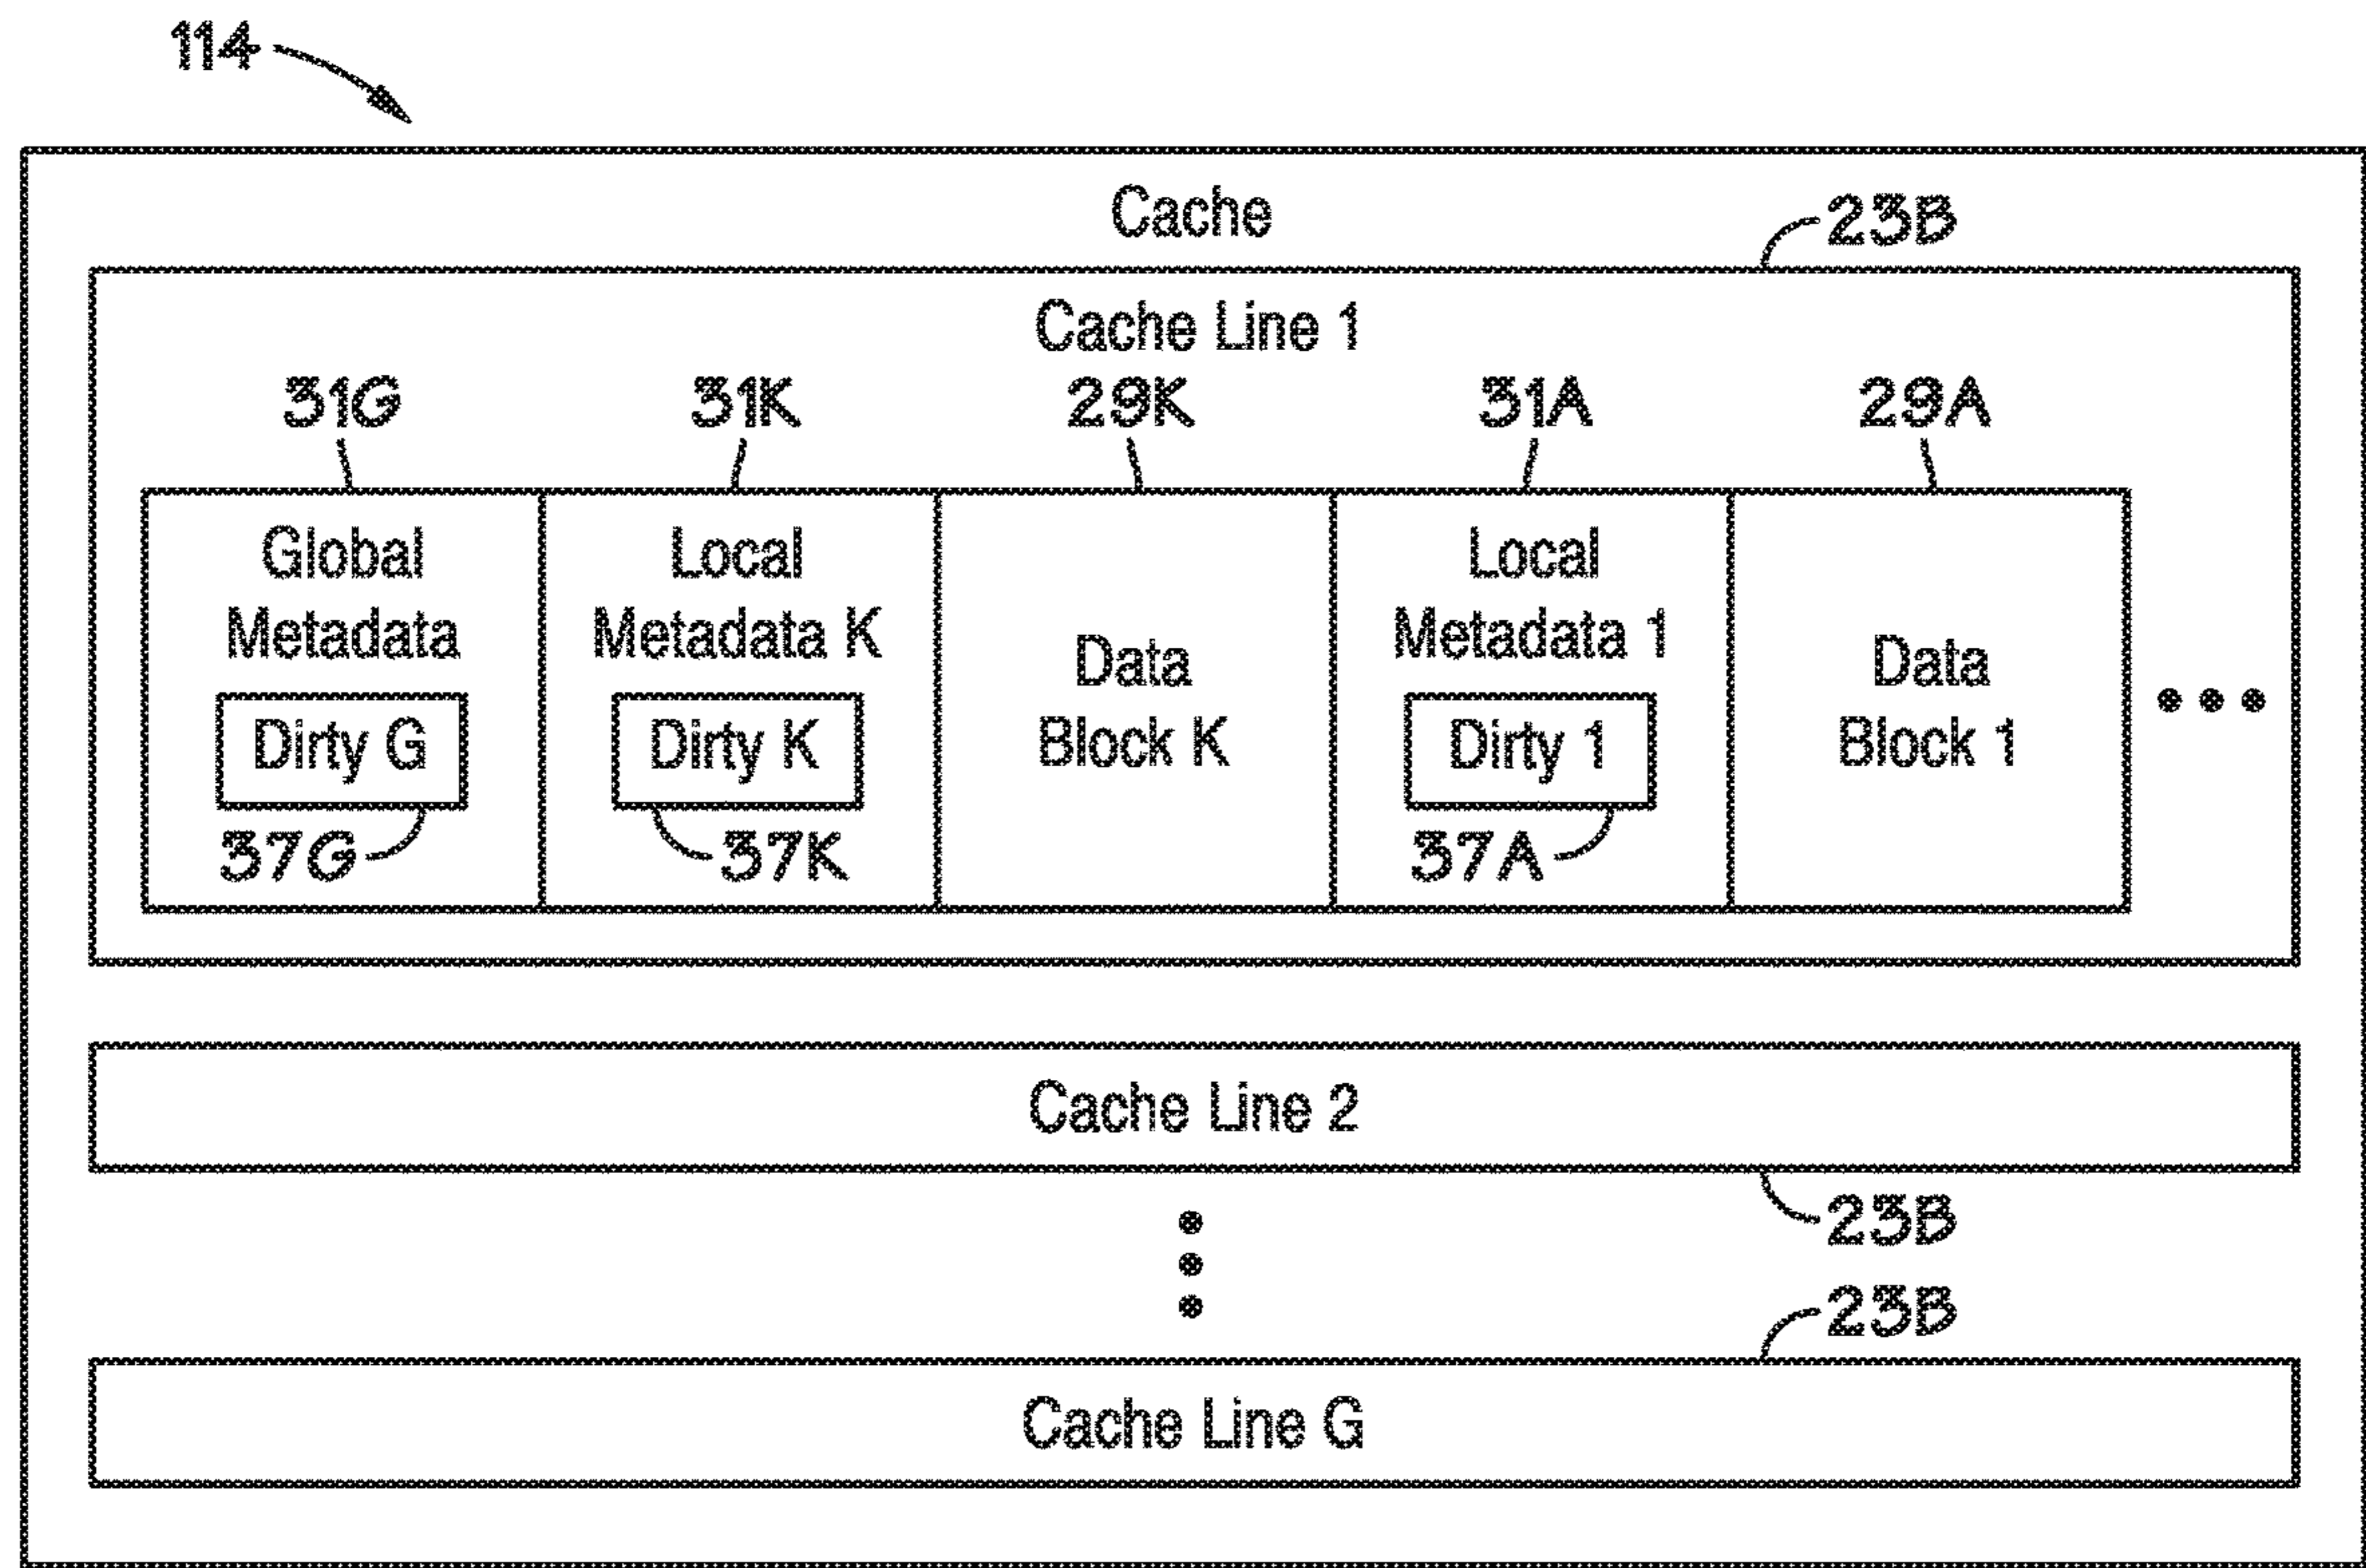 114
Cache
23B
Cache Line 1
31G 31K 29K 31A 29A
Global Metadata
Dirty G
37G
Local Metadata K
Dirty K
37K
Data Block K
Local Metadata 1
Dirty 1
37A
Data Block 1
Cache Line 2
23B
23B
Cache Line G